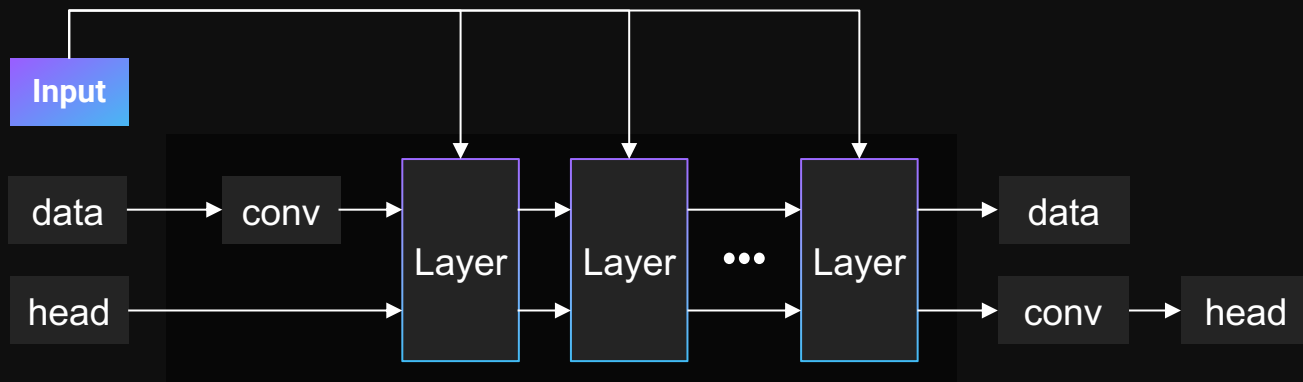 Input
data
conv
data
Layer
Layer
•••
Layer
head
conv
head